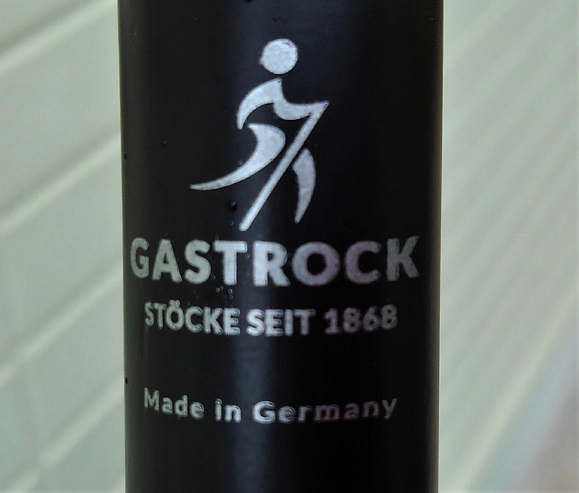 GASTROCK
STÖCKE SEIT 1868
Made in Germany